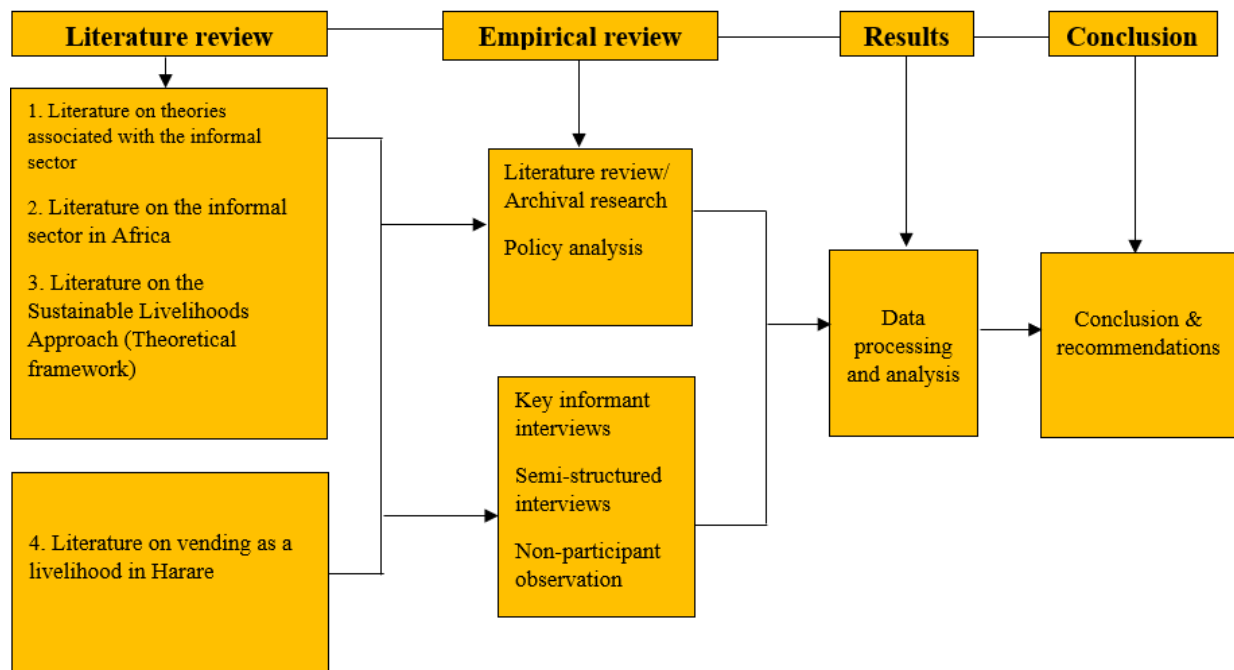 Literature review
Empirical review
Results
Conclusion
1. Literature on theories
associated with the informal
sector
2. Literature on the informal
sector in Africa
3. Literature on the
Sustainable Livelihoods
Approach (Theoretical
framework)
4. Literature on vending as a
livelihood in Harare
Literature review/
Archival research
Policy analysis
Key informant
interviews
Semi-structured
interviews
Non-participant
observation
Data
processing
and analysis
Conclusion &
recommendations